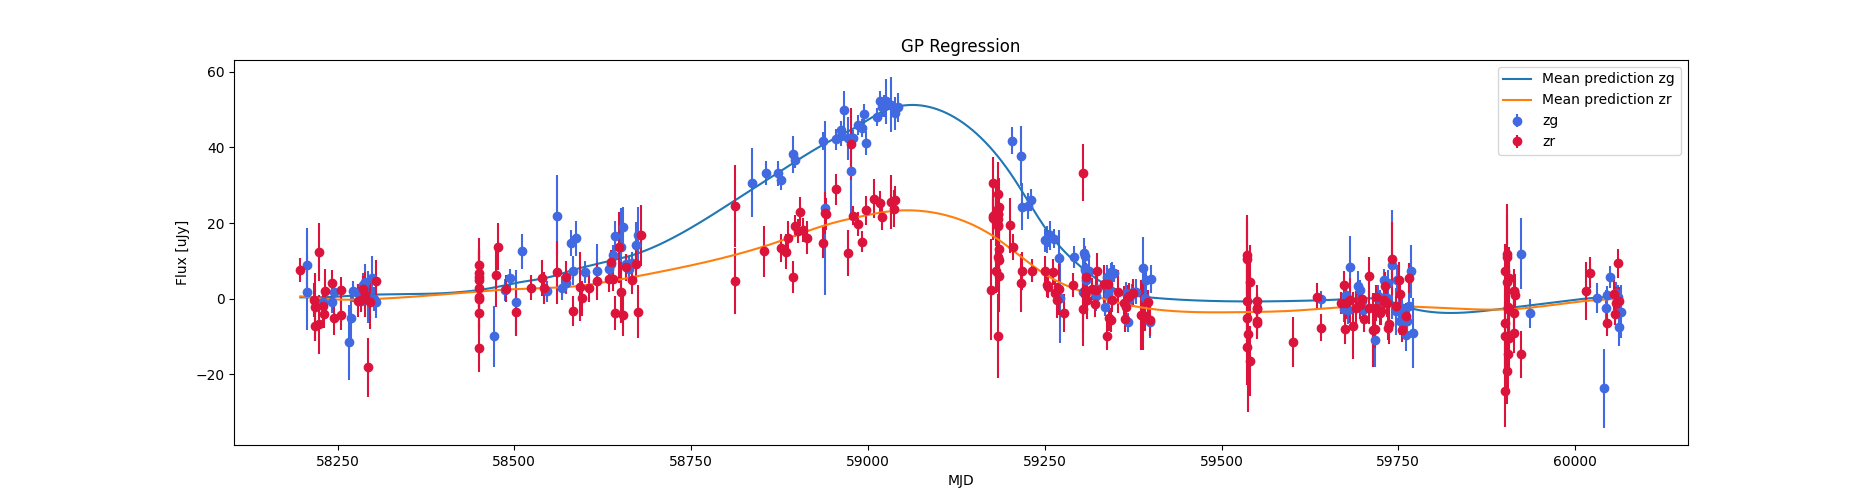 GP Regression
Flux [uJy]
60
40
20
0
−20
58250 58500 58750 59000 59250 59500 59750 60000
MJD
Mean prediction zg
Mean prediction zr
zg
zr